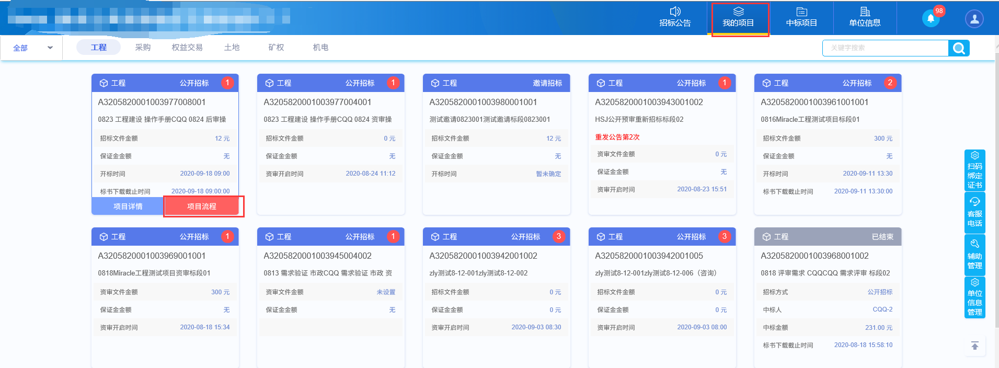 招标公告
我的项目
中标项目
单位信息
98
全部
工程
采购
权益交易
土地
矿权
机电
关键字搜索
工程 公开招标 1
A3205820001003977008001
0823 工程建设 操作手册CQQ 0824 后审操
招标文件金额 12 元
保证金金额 无
开标时间 2020-09-18 09:00
标书下载截止时间 2020-09-18 09:00:00
项目详情 项目流程
工程 公开招标 1
A3205820001003977004001
0823 工程建设 操作手册CQQ 0824 资审操
招标文件金额 0 元
保证金金额 无
资审开启时间 2020-08-24 11:12
工程 邀请招标
A3205820001003980001001
测试邀请0823001测试邀请标段0823001
招标文件金额 12 元
保证金金额 无
开标时间 暂未确定
工程 公开招标 1
A3205820001003943001002
HSJ公开预审重新招标标段02
重发公告第2次
资审文件金额 0 元
保证金金额 无
资审开启时间 2020-08-23 15:51
工程 公开招标 2
A3205820001003961001001
0816Miracle工程测试项目标段01
招标文件金额 300 元
保证金金额 无
开标时间 2020-09-11 13:30
标书下载截止时间 2020-09-11 13:30:00
工程 公开招标 1
A3205820001003969001001
0818Miracle工程测试项目资审标段01
资审文件金额 300 元
保证金金额 无
资审开启时间 2020-08-18 15:34
工程 公开招标 1
A3205820001003945004002
0813 需求验证 市政CQQ 需求验证 市政 资
资审文件金额 未设置
保证金金额 无
工程 公开招标 3
A3205820001003942001002
zly测试8-12-001zly测试8-12-002
招标文件金额 0 元
保证金金额 0 元
资审开启时间 2020-09-03 08:30
工程 公开招标 3
A3205820001003942001005
zly测试8-12-001zly测试8-12-006（咨询）
招标文件金额 0 元
保证金金额 0 元
资审开启时间 2020-09-03 08:00
工程 已结束
A3205820001003968001002
0818 评审需求 CQQCQQ 需求评审 标段02
招标方式 公开招标
中标人 CQQ-2
中标金额 231.00 元
标书下载截止时间 2020-08-18 15:58:10
扫码
绑定
证书
客服
电话
辅助
管理
单位
信息
管理